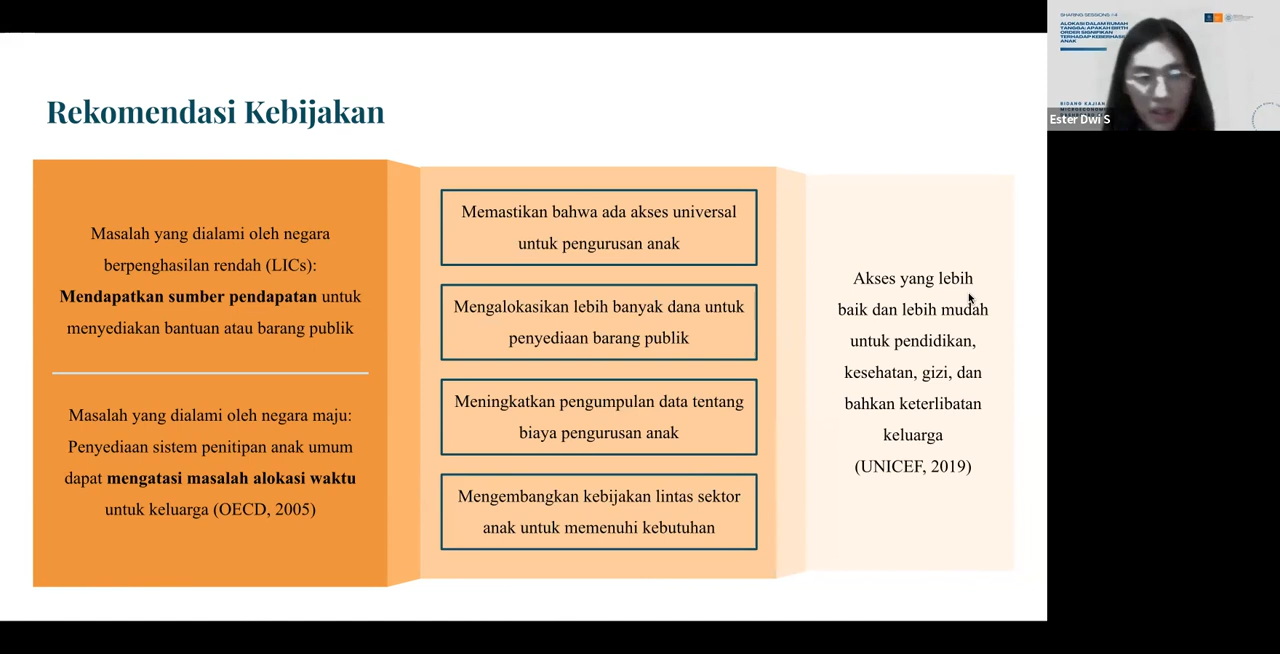 Rekomendasi Kebijakan
Masalah yang dialami oleh negara
berpenghasilan rendah (LICs):
Mendapatkan sumber pendapatan untuk
menyediakan bantuan atau barang publik
Masalah yang dialami oleh negara maju:
Penyediaan sistem penitipan anak umum
dapat mengatasi masalah alokasi waktu
untuk keluarga (OECD, 2005)
Memastikan bahwa ada akses universal
untuk pengurusan anak
Mengalokasikan lebih banyak dana untuk
penyediaan barang publik
Meningkatkan pengumpulan data tentang
biaya pengurusan anak
Mengembangkan kebijakan lintas sektor
anak untuk memenuhi kebutuhan
Akses yang lebih
baik dan lebih mudah
untuk pendidikan,
kesehatan, gizi, dan
bahkan keterlibatan
keluarga
(UNICEF, 2019)
SHARING SESSIONS #4
ALOKASI DALAM RUMAH
TANGGA: APAKAH BIRTH
ORDER SIGNIFIKAN
TERHADAP
ANAK
BIDANG KAJIAN
Ester Dwi S